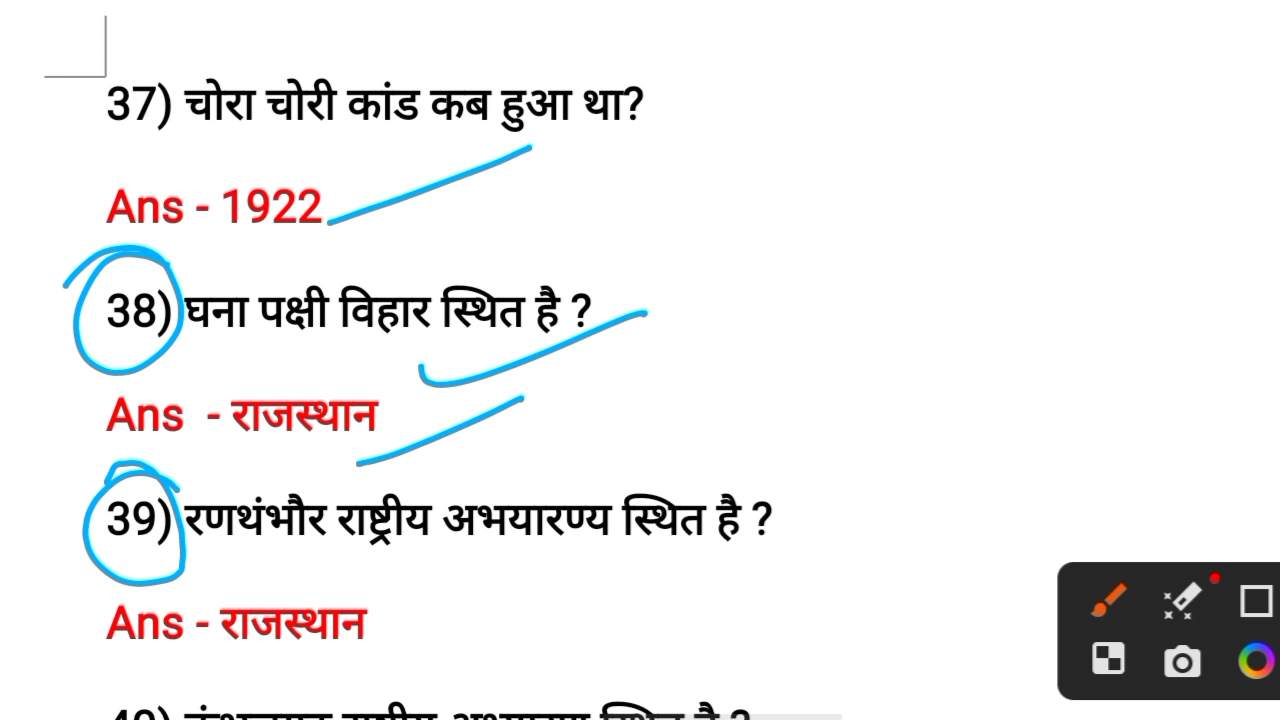 37) चोरा चोरी कांड कब हुआ था?
Ans - 1922
38) घना पक्षी विहार स्थित है ?
Ans - राजस्थान
39) रणथंभौर राष्ट्रीय अभयारण्य स्थित है ?
Ans - राजस्थान